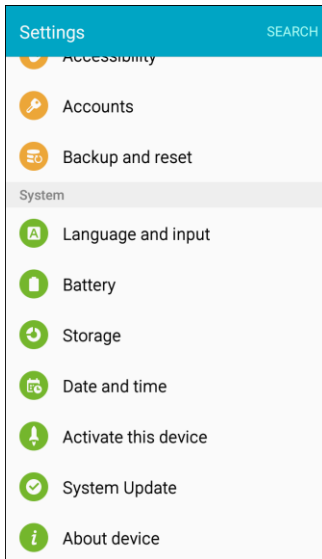 Settings
SEARCH
Accessibility
Accounts
Backup and reset
System
A
Language and input
Battery
Storage
Date and time
Activate this device
System Update
i
About device